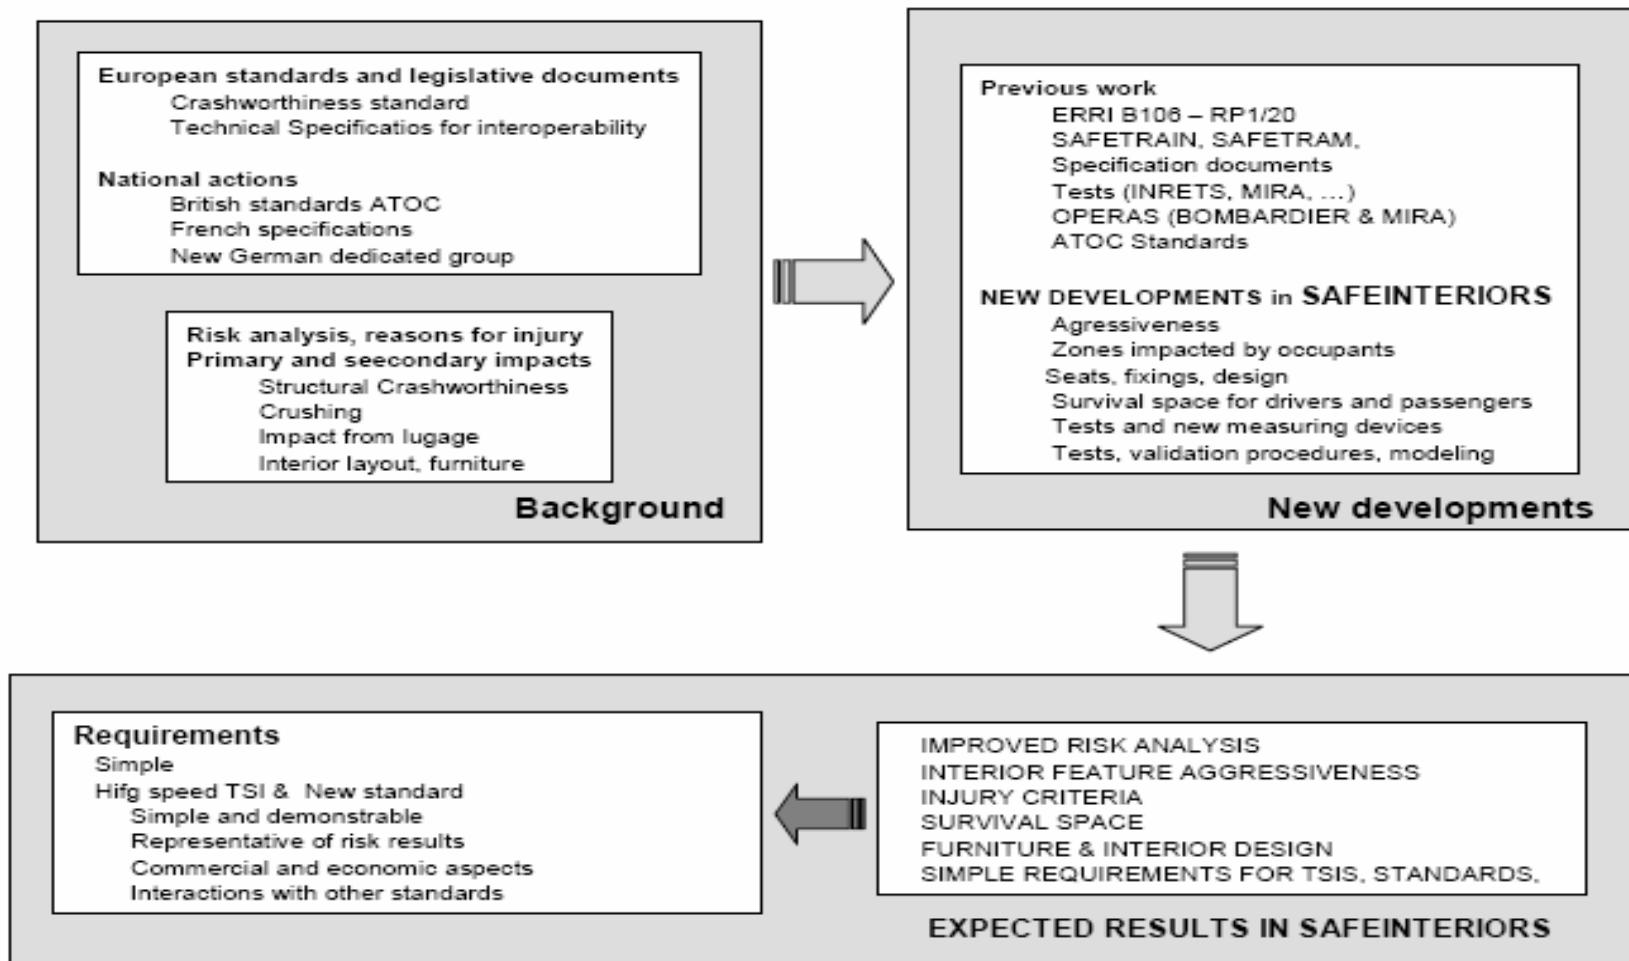 European standards and legislative documents
Crashworthiness standard
Technical Specificatios for interoperability
National actions
British standards ATOC
French specifications
New German dedicated group
Risk analysis, reasons for injury
Primary and seecondary impacts
Structural Crashworthiness
Crushing
Impact from lugage
Interior layout, furniture
Background
Previous work
ERRI B106 – RP1/20
SAFETRAIN, SAFETRAM,
Specification documents
Tests (INRETS, MIRA, ...)
OPERAS (BOMBARDIER & MIRA)
ATOC Standards
NEW DEVELOPMENTS in SAFEINTERIORS
Agressiveness
Zones impacted by occupants
Seats, fixings, design
Survival space for drivers and passengers
Tests and new measuring devices
Tests, validation procedures, modeling
New developments
Requirements
Simple
Hifg speed TSI & New standard
Simple and demonstrable
Representative of risk results
Commercial and economic aspects
Interactions with other standards
IMPROVED RISK ANALYSIS
INTERIOR FEATURE AGGRESSIVENESS
INJURY CRITERIA
SURVIVAL SPACE
FURNITURE & INTERIOR DESIGN
SIMPLE REQUIREMENTS FOR TSIS, STANDARDS,
EXPECTED RESULTS IN SAFEINTERIORS